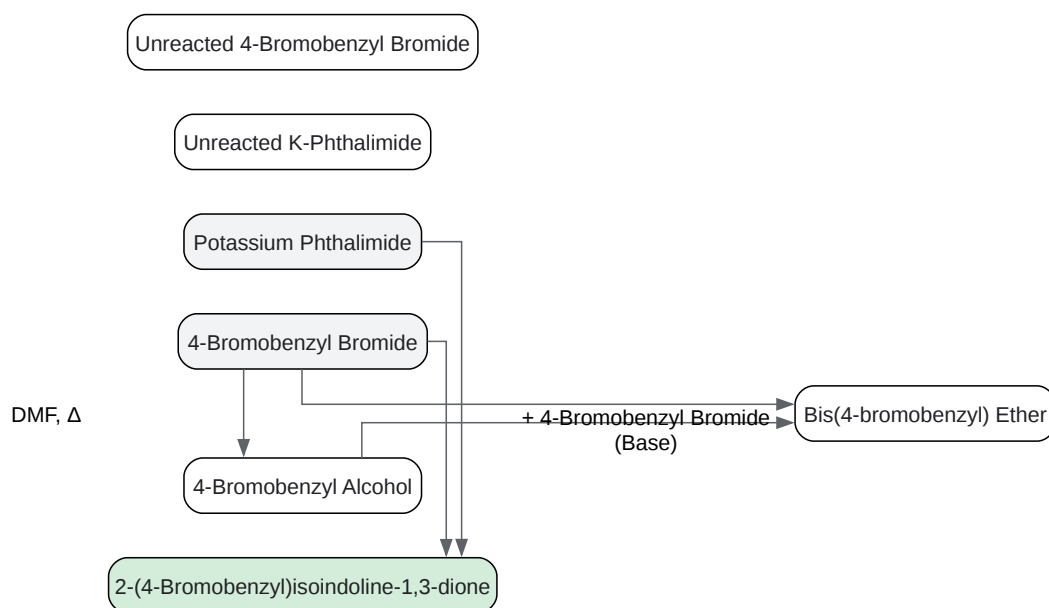 Unreacted 4-Bromobenzyl Bromide
Unreacted K-Phthalimide
Potassium Phthalimide
4-Bromobenzyl Bromide
DMF, Δ
+ 4-Bromobenzyl Bromide
(Base)
Bis(4-bromobenzyl) Ether
4-Bromobenzyl Alcohol
2-(4-Bromobenzyl)isoindoline-1,3-dione